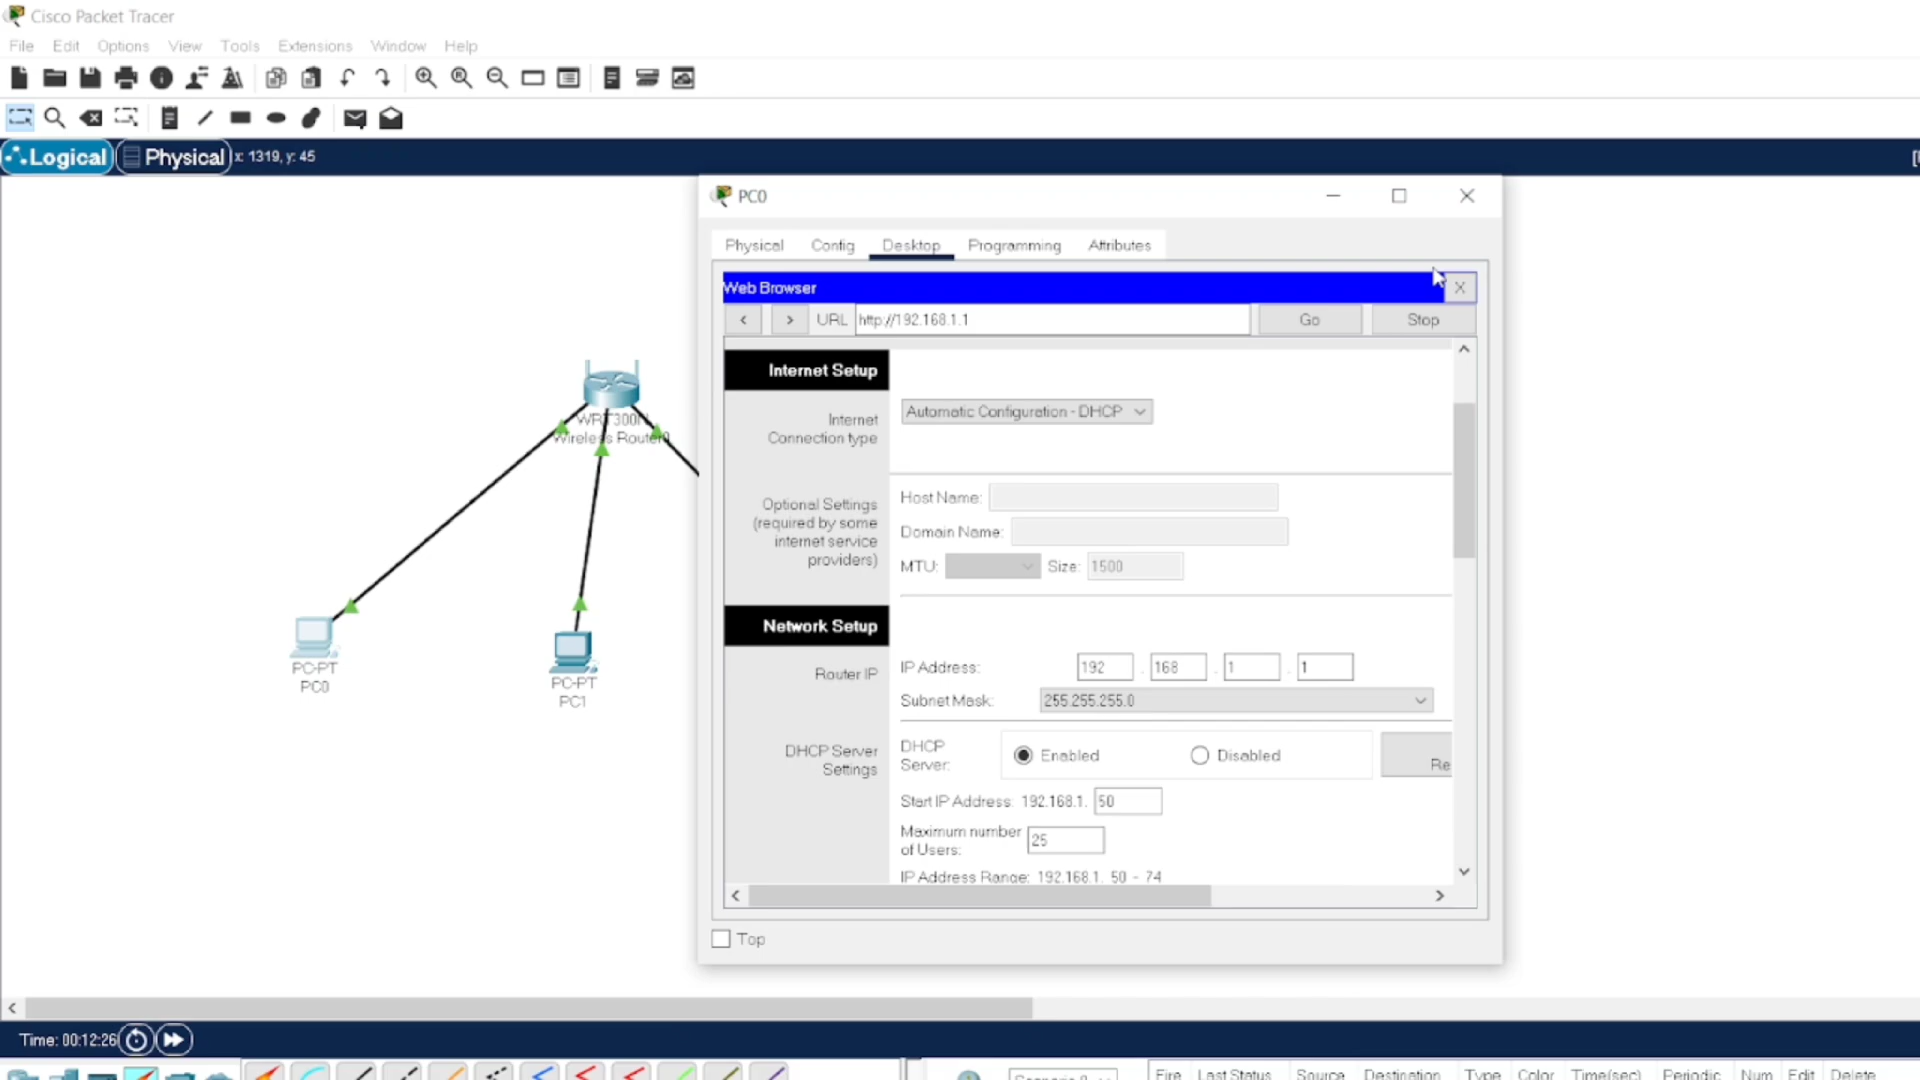 Cisco Packet Tracer
File Edit Options View Tools Extensions Window Help
Logical Physical x: 1319, y: 45
PC0
Physical Config Desktop Programming Attributes
Web Browser X
< > URL http://192.168.1.1 Go Stop
Internet Setup
Internet
Connection type
Automatic Configuration - DHCP
Optional Settings
(required by some
internet service
providers)
Host Name:
Domain Name:
MTU: Size: 1500
Network Setup
Router IP
IP Address: 192 . 168 . 1 . 1
Subnet Mask: 255.255.255.0
DHCP Server
Settings
DHCP
Server:
Enabled Disabled
Start IP Address: 192.168.1. 50
Maximum number
of Users:
25
IP Address Range: 192.168.1. 50 - 74
Top
WRT300N
Wireless Router0
PC-PT
PC0
PC-PT
PC1
Time: 00:12:26
Fire Last Status Source Destination Type Color Time(sec) Periodic Num Edit Delete